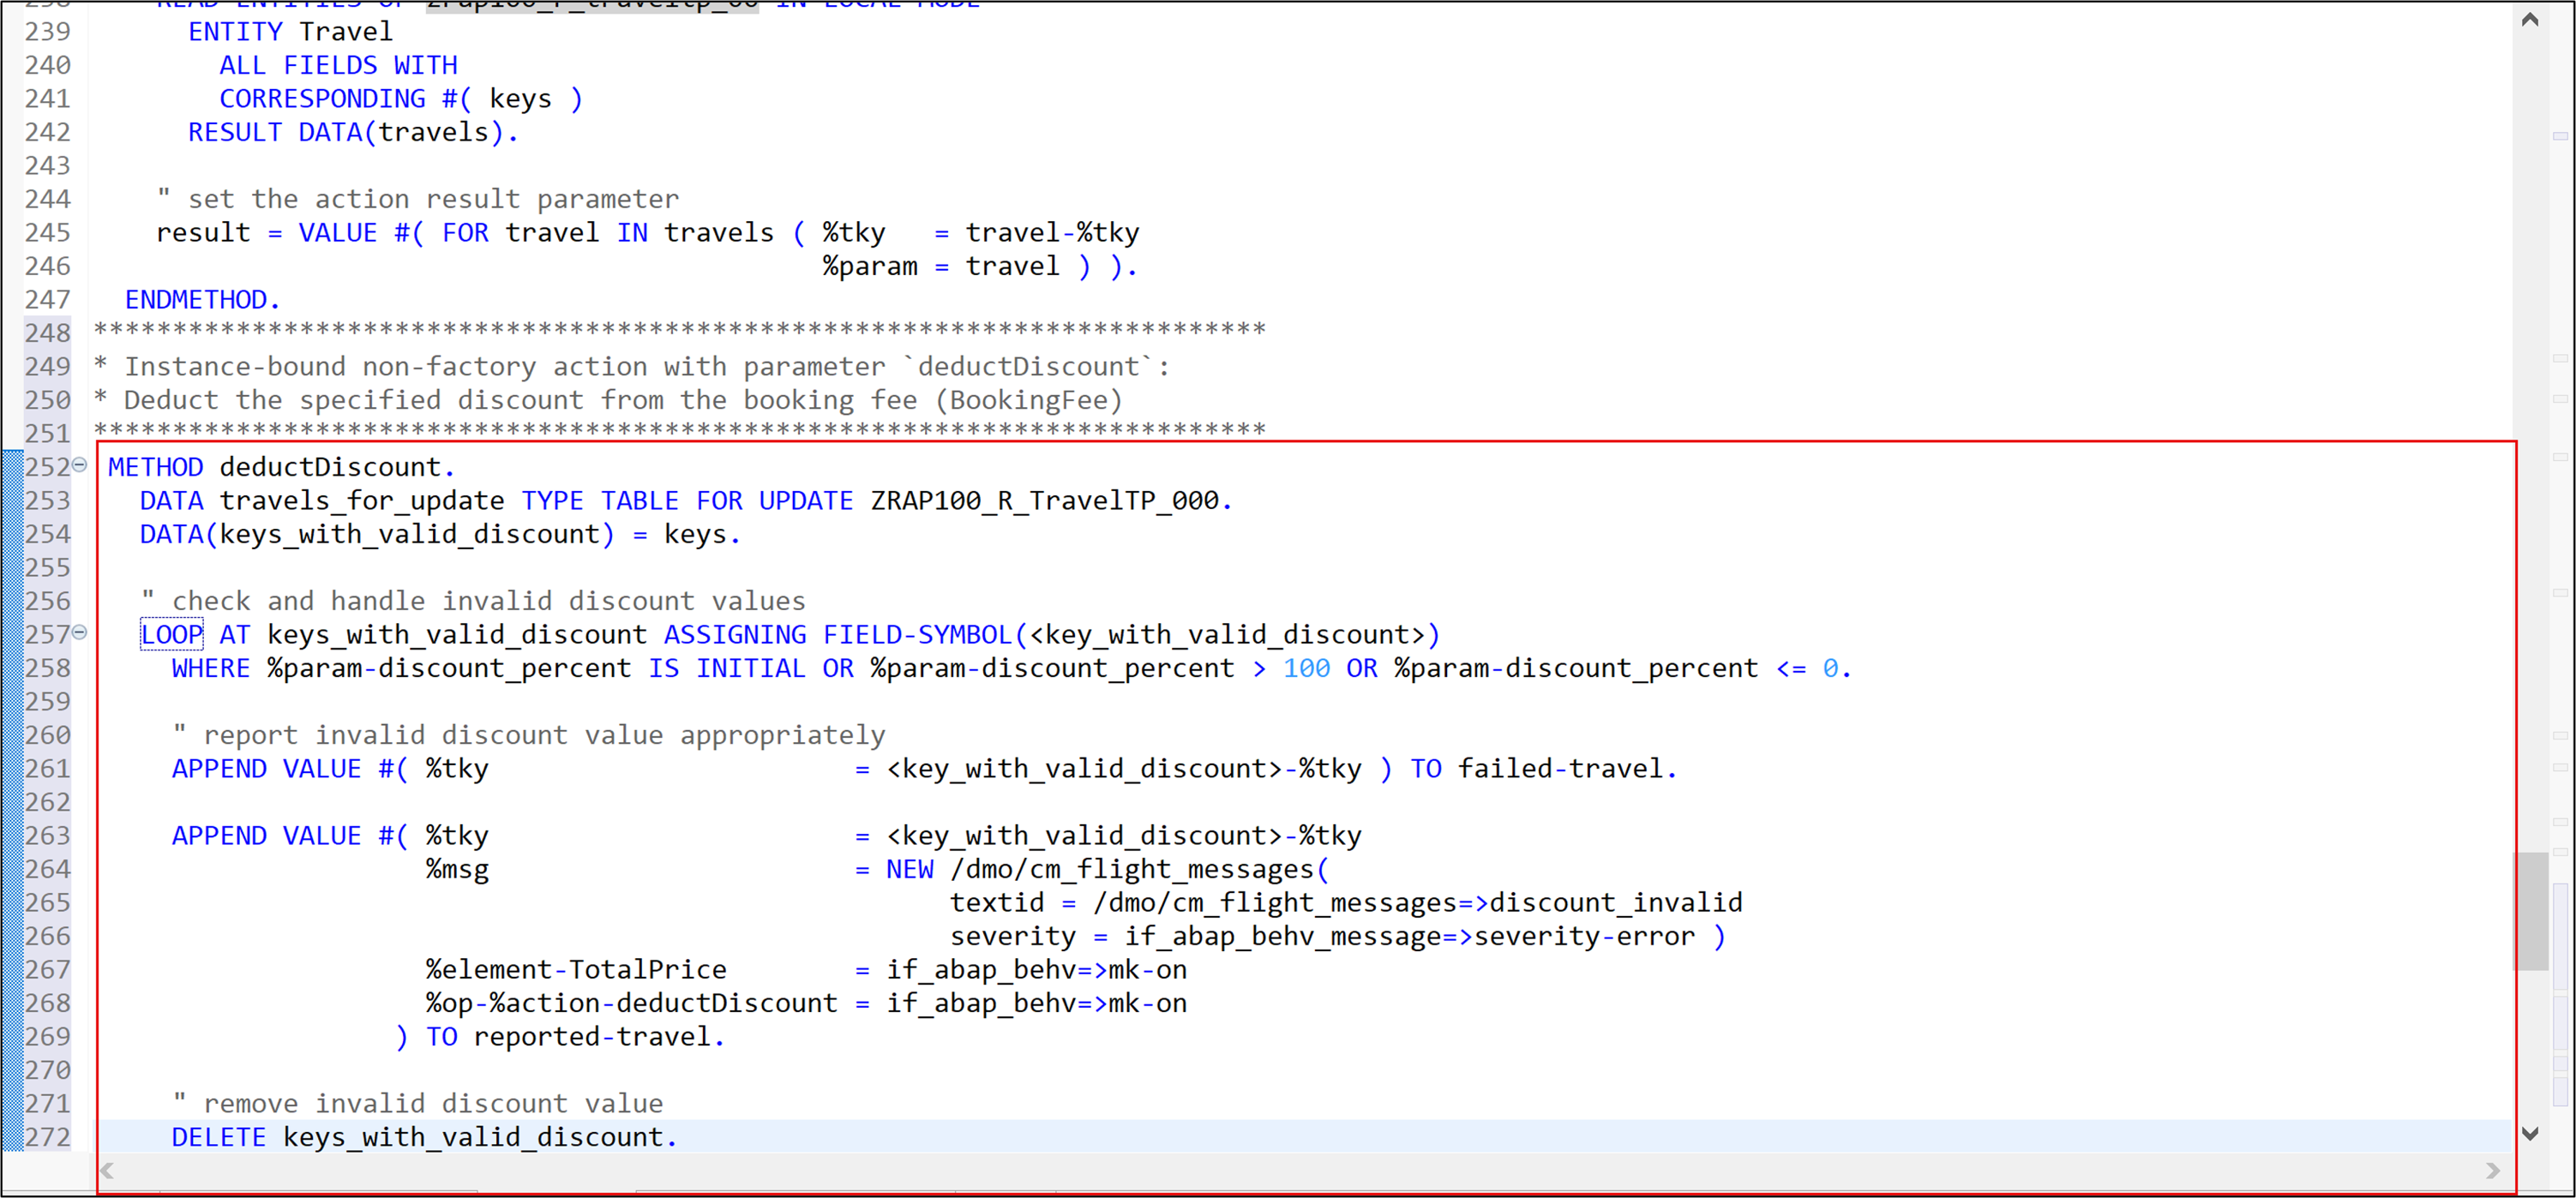 238 READ ENTITIES OF zrap100_r_traveltp_00 IN LOCAL MODE
239       ENTITY Travel
240         ALL FIELDS WITH
241         CORRESPONDING #( keys )
242       RESULT DATA(travels).
243
244     " set the action result parameter
245     result = VALUE #( FOR travel IN travels ( %tky   = travel-%tky
246                                               %param = travel ) ).
247   ENDMETHOD.
248 **************************************************************************
249 * Instance-bound non-factory action with parameter `deductDiscount`:
250 * Deduct the specified discount from the booking fee (BookingFee)
251 **************************************************************************
252 METHOD deductDiscount.
253   DATA travels_for_update TYPE TABLE FOR UPDATE ZRAP100_R_TravelTP_000.
254   DATA(keys_with_valid_discount) = keys.
255
256   " check and handle invalid discount values
257   LOOP AT keys_with_valid_discount ASSIGNING FIELD-SYMBOL(<key_with_valid_discount>)
258     WHERE %param-discount_percent IS INITIAL OR %param-discount_percent > 100 OR %param-discount_percent <= 0.
259
260     " report invalid discount value appropriately
261     APPEND VALUE #( %tky                       = <key_with_valid_discount>-%tky ) TO failed-travel.
262
263     APPEND VALUE #( %tky                       = <key_with_valid_discount>-%tky
264                     %msg                       = NEW /dmo/cm_flight_messages(
265                                                      textid = /dmo/cm_flight_messages=>discount_invalid
266                                                      severity = if_abap_behv_message=>severity-error )
267                     %element-TotalPrice        = if_abap_behv=>mk-on
268                     %op-%action-deductDiscount = if_abap_behv=>mk-on
269                   ) TO reported-travel.
270
271     " remove invalid discount value
272     DELETE keys_with_valid_discount.